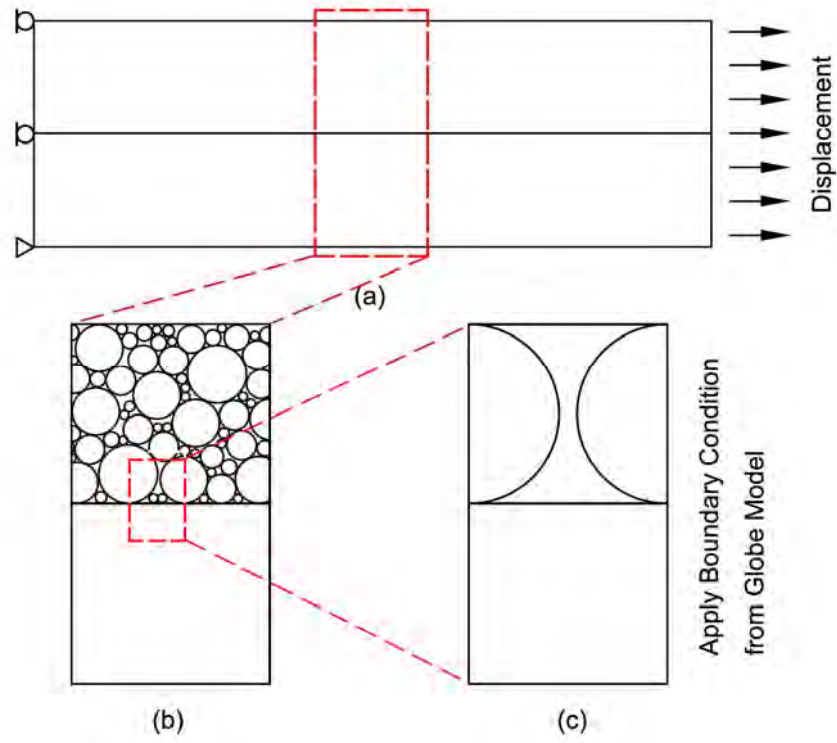 Displacement
(a)
Apply Boundary Condition
from Globe Model
(b)
(c)